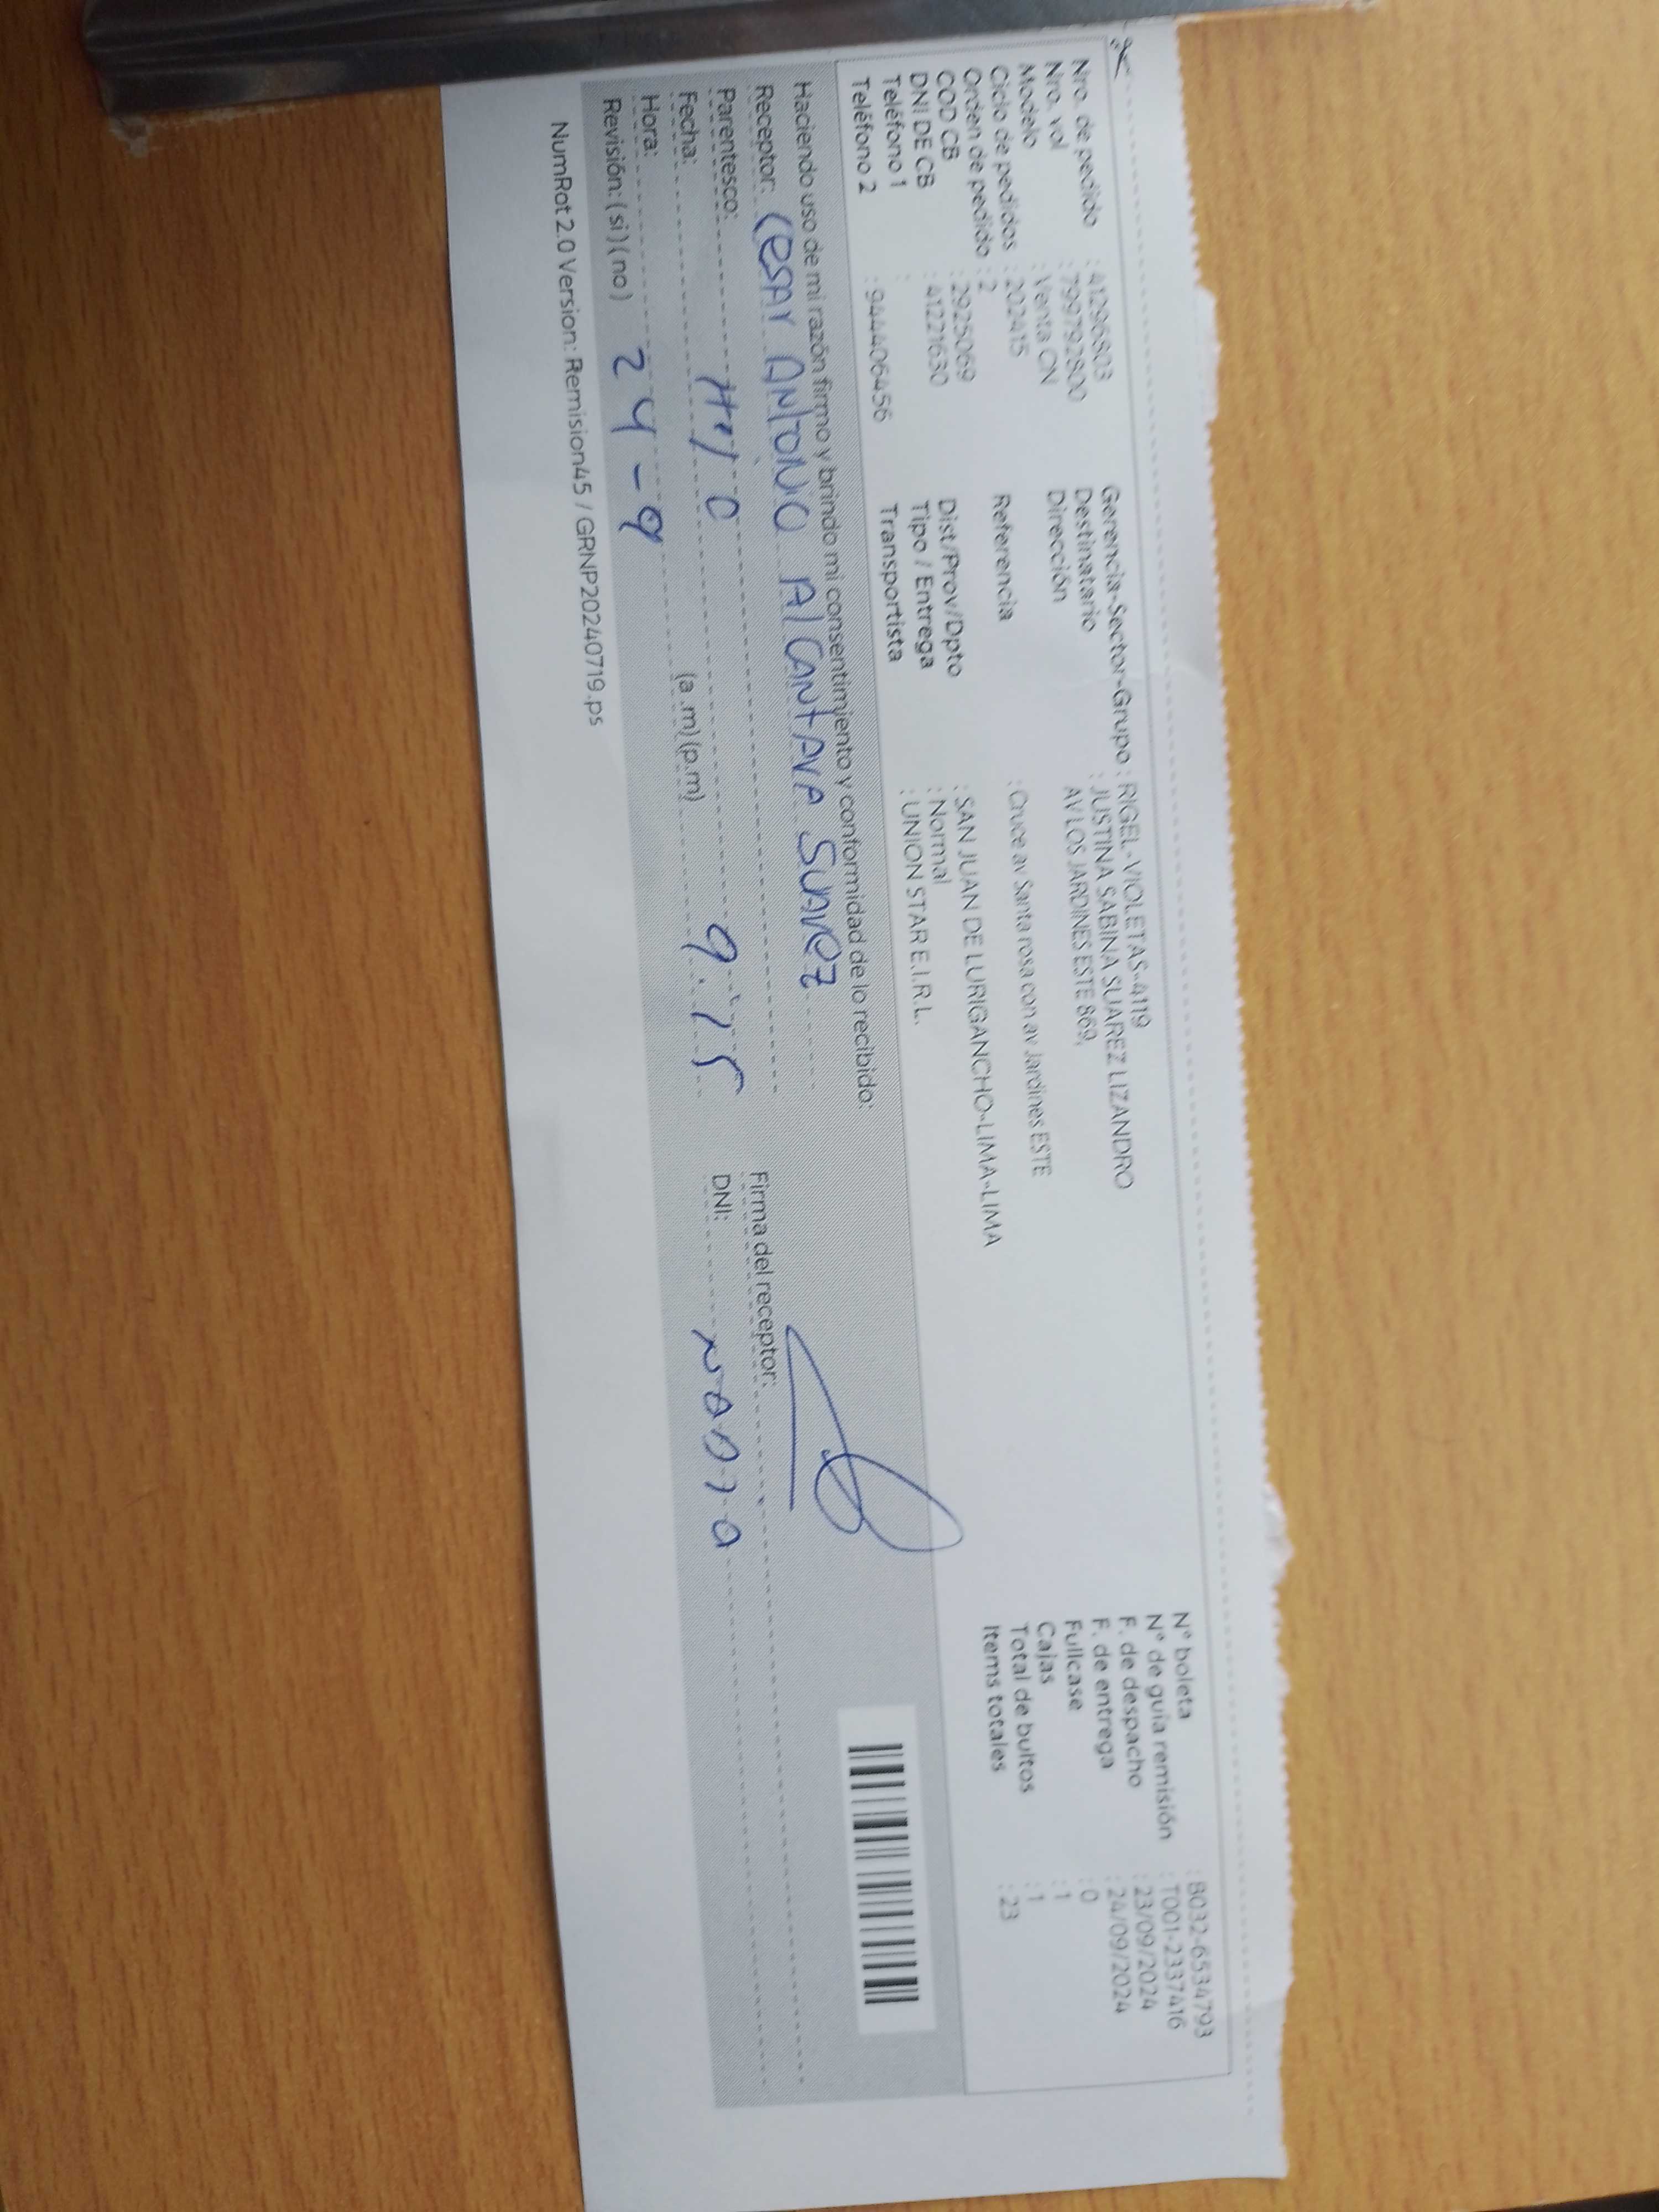 Nro. de pedido : 41296803
Nro. vol : 799792800
Modelo : Venta CN
Ciclo de pedidos : 202415
Orden de pedido : 2
COD CB : 2925069
DNI DE CB : 41221630
Teléfono 1 :
Teléfono 2 : 944406456
Gerencia-Sector-Grupo : RIGEL-VIOLETAS-4119
Destinatario : JUSTINA SABINA SUAREZ LIZANDRO
Dirección AV LOS JARDINES ESTE 869,
Referencia : Cruce av Santa rosa con av Jardines ESTE
Dist/Prov/Dpto : SAN JUAN DE LURIGANCHO-LIMA-LIMA
Tipo / Entrega : Normal
Transportista : UNION STAR E.I.R.L.
N° boleta : B032-6534793
N° de guía remisión : T001-2337416
F. de despacho : 23/09/2024
F. de entrega : 24/09/2024
Fullcase : 0
Cajas : 1
Total de bultos : 1
Items totales : 23
Haciendo uso de mi razón firmo y brindo mi consentimiento y conformidad de lo recibido:
Receptor: Cesar Antonio Alcantara Suarez
Parentesco:
Fecha:
Hora: (a.m) (p.m) 9:15
Revisión: ( si ) ( no ) 24-9
Firma del receptor:
DNI:
NumRot 2.0 Version: Remision45 / GRNP20240719.ps